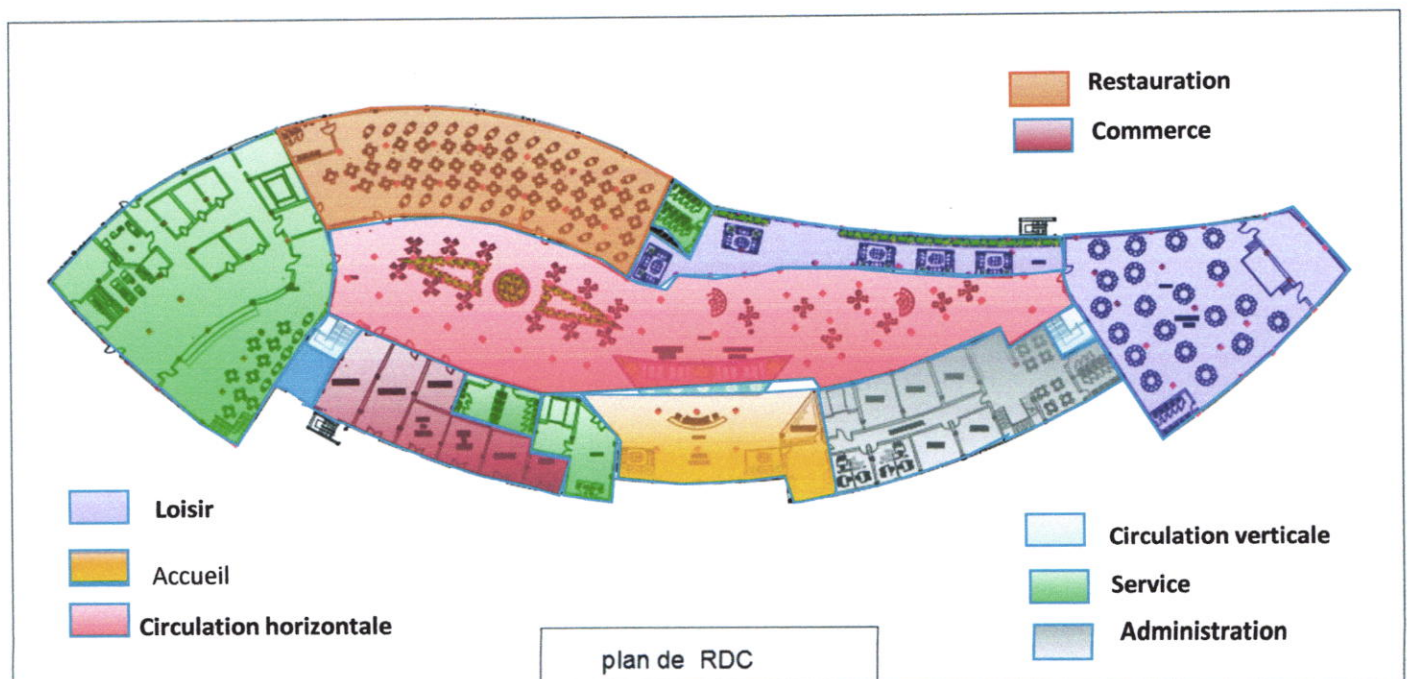 Restauration
Commerce
Loisir
Accueil
Circulation horizontale
Circulation verticale
Service
Administration
plan de RDC